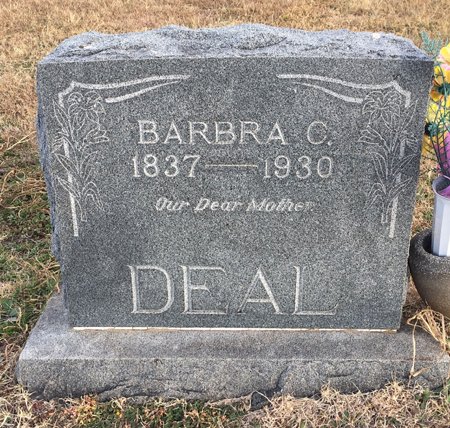 BARBRA C.
1837—1930
Our Dear Mother
DEAL